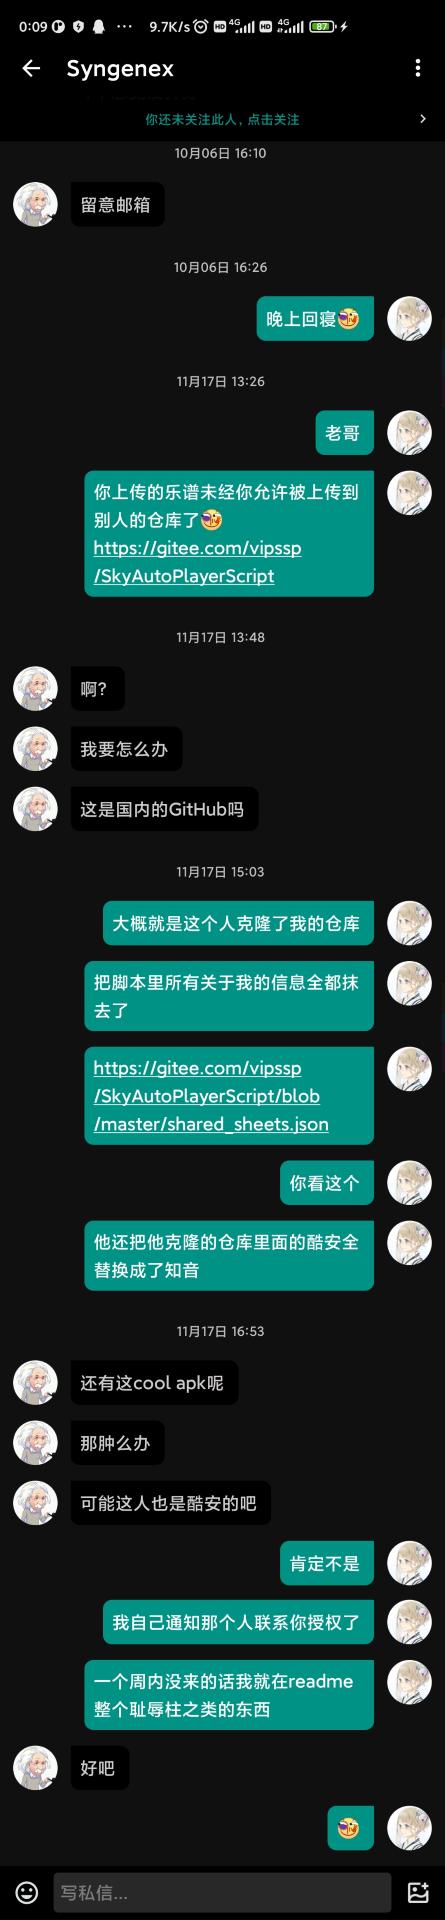 0:09
9.7K/s
HD
4G
HD
4G
87
Syngenex
你还未关注此人，点击关注
10月06日 16:10
留意邮箱
10月06日 16:26
晚上回寝
11月17日 13:26
老哥
你上传的乐谱未经你允许被上传到
别人的仓库了
https://gitee.com/vipssp
/SkyAutoPlayerScript
11月17日 13:48
啊?
我要怎么办
这是国内的GitHub吗
11月17日 15:03
大概就是这个人克隆了我的仓库
把脚本里所有关于我的信息全都抹
去了
https://gitee.com/vipssp
/SkyAutoPlayerScript/blob
/master/shared_sheets.json
你看这个
他还把他克隆的仓库里面的酷安全
替换成了知音
11月17日 16:53
还有这cool apk呢
那肿么办
可能这人也是酷安的吧
肯定不是
我自己通知那个人联系你授权了
一个周内没来的话我就在readme
整个耻辱柱之类的东西
好吧
写私信...